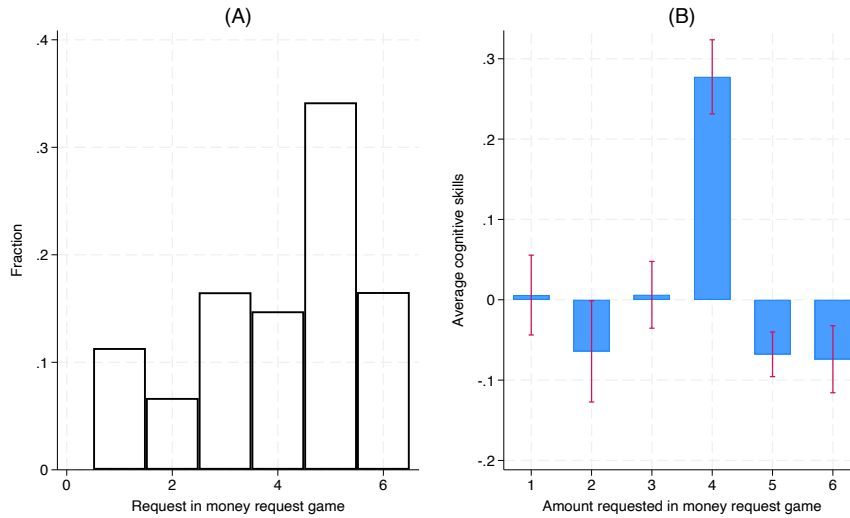 (A)
.4
.3
.2
.1
0
Fraction
0 2 4 6
Request in money request game
(B)
.3
.2
.1
0
-.1
-.2
Average cognitive skills
1 2 3 4 5 6
Amount requested in money request game